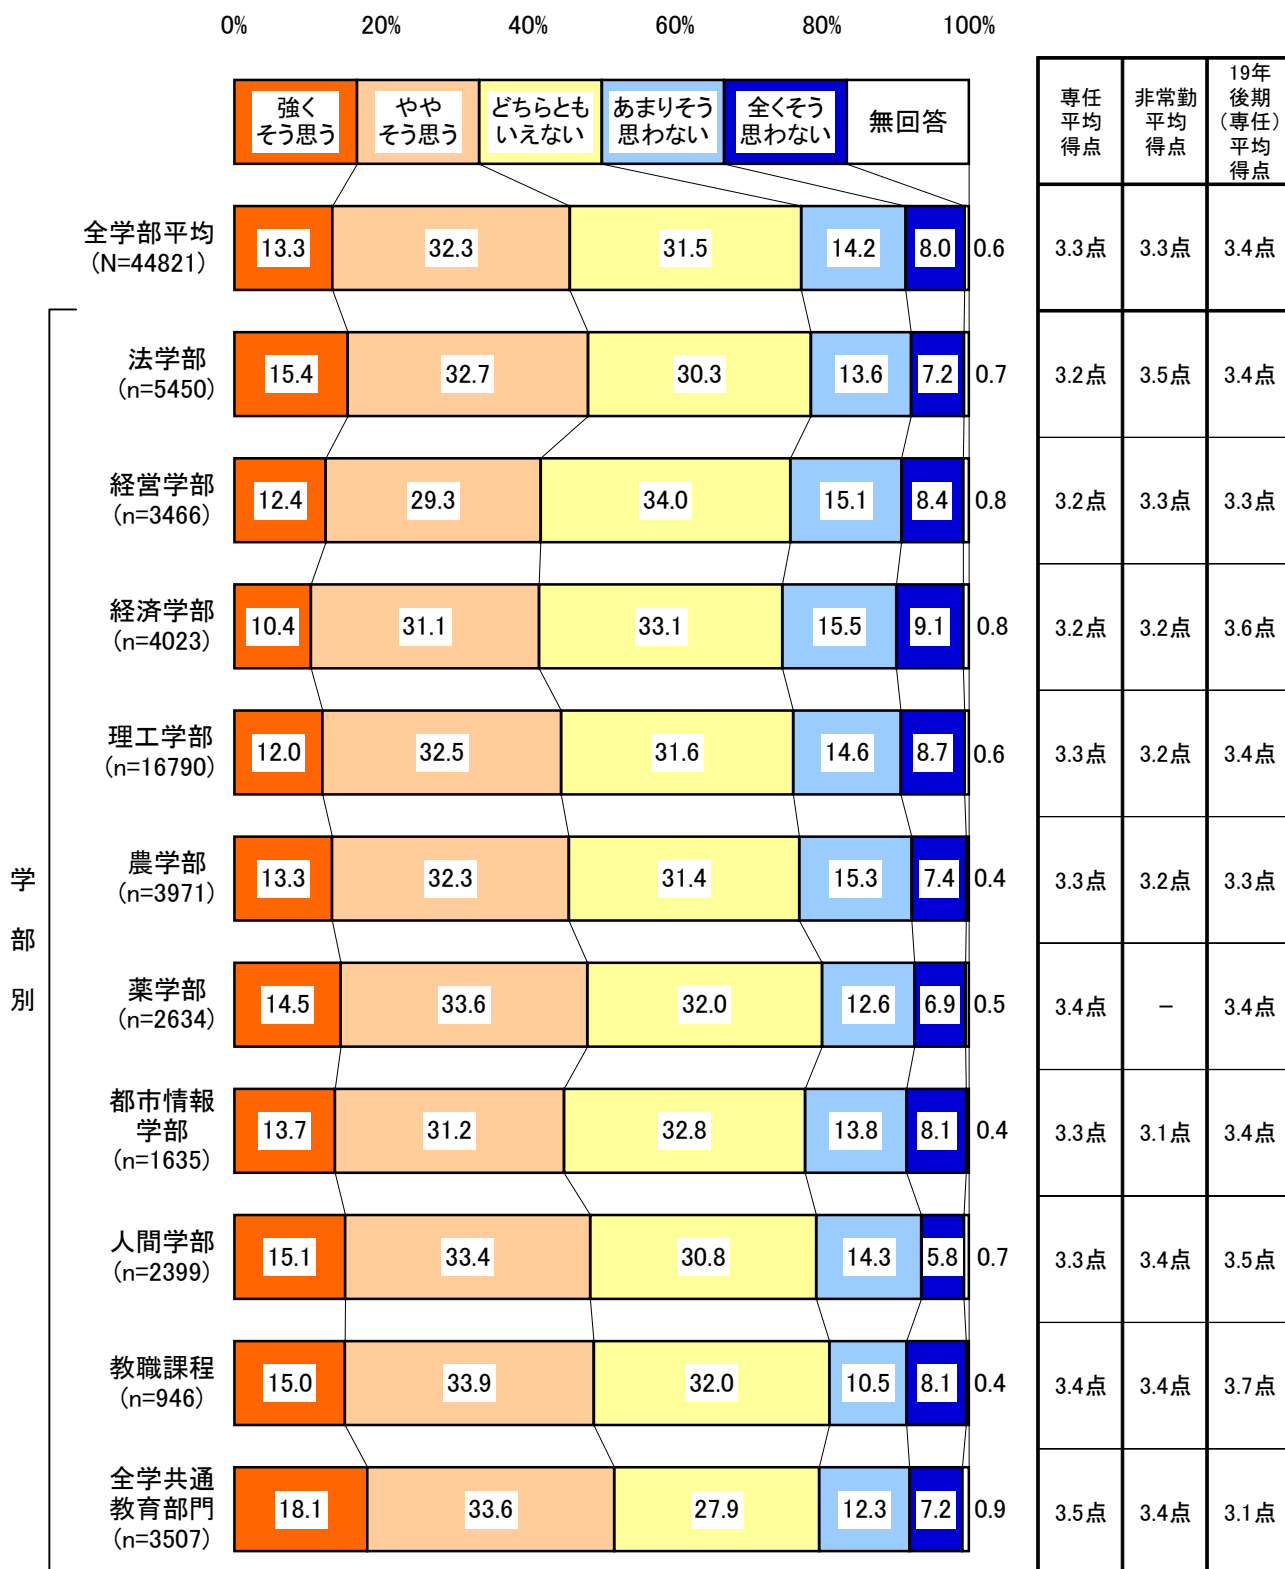 0% 20% 40% 60% 80% 100%
強く
そう思う
やや
そう思う
どちらとも
いえない
あまりそう
思わない
全くそう
思わない
無回答
専任
平均
得点
非常勤
平均
得点
19年
後期
（専任）
平均
得点
全学部平均
(N=44821)
13.3 32.3 31.5 14.2 8.0 0.6 3.3点 3.3点 3.4点
学
部
別
法学部
(n=5450)
15.4 32.7 30.3 13.6 7.2 0.7 3.2点 3.5点 3.4点
経営学部
(n=3466)
12.4 29.3 34.0 15.1 8.4 0.8 3.2点 3.3点 3.3点
経済学部
(n=4023)
10.4 31.1 33.1 15.5 9.1 0.8 3.2点 3.2点 3.6点
理工学部
(n=16790)
12.0 32.5 31.6 14.6 8.7 0.6 3.3点 3.2点 3.4点
農学部
(n=3971)
13.3 32.3 31.4 15.3 7.4 0.4 3.3点 3.2点 3.3点
薬学部
(n=2634)
14.5 33.6 32.0 12.6 6.9 0.5 3.4点 － 3.4点
都市情報
学部
(n=1635)
13.7 31.2 32.8 13.8 8.1 0.4 3.3点 3.1点 3.4点
人間学部
(n=2399)
15.1 33.4 30.8 14.3 5.8 0.7 3.3点 3.4点 3.5点
教職課程
(n=946)
15.0 33.9 32.0 10.5 8.1 0.4 3.4点 3.4点 3.7点
全学共通
教育部門
(n=3507)
18.1 33.6 27.9 12.3 7.2 0.9 3.5点 3.4点 3.1点